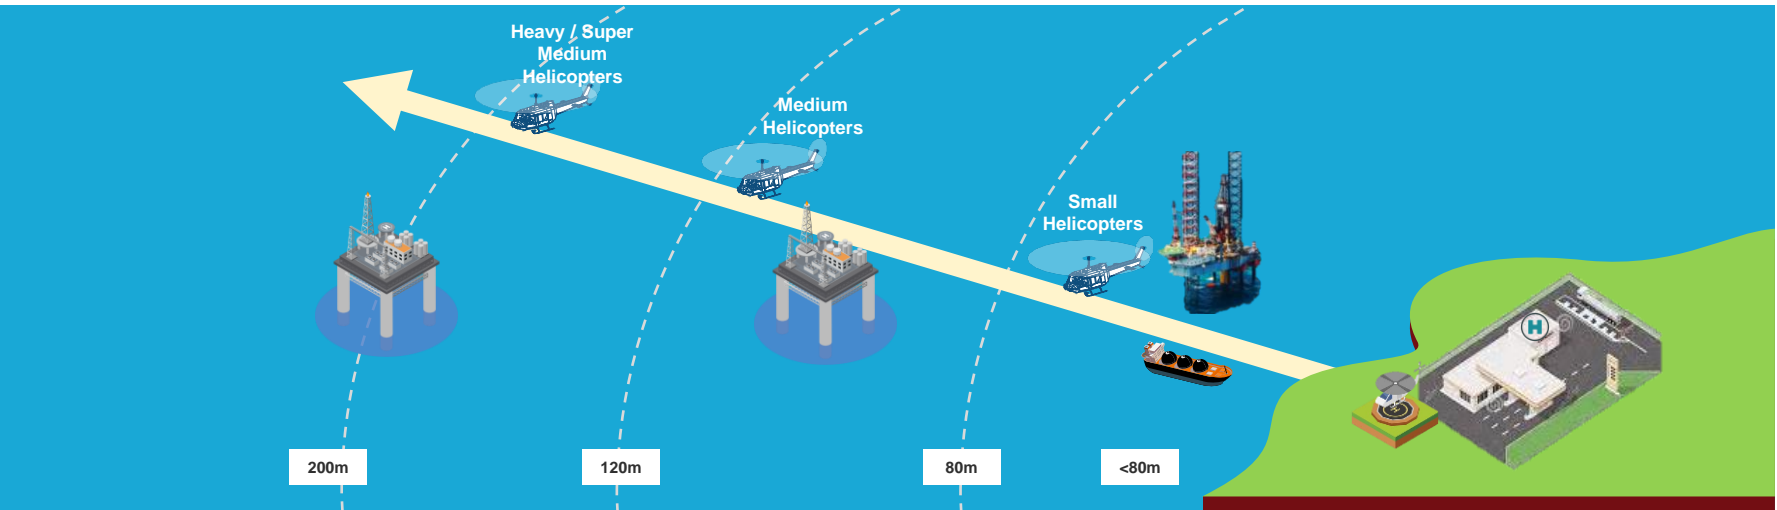 Heavy / Super
Medium
Helicopters
Medium
Helicopters
Small
Helicopters
H
200m
120m
80m
<80m